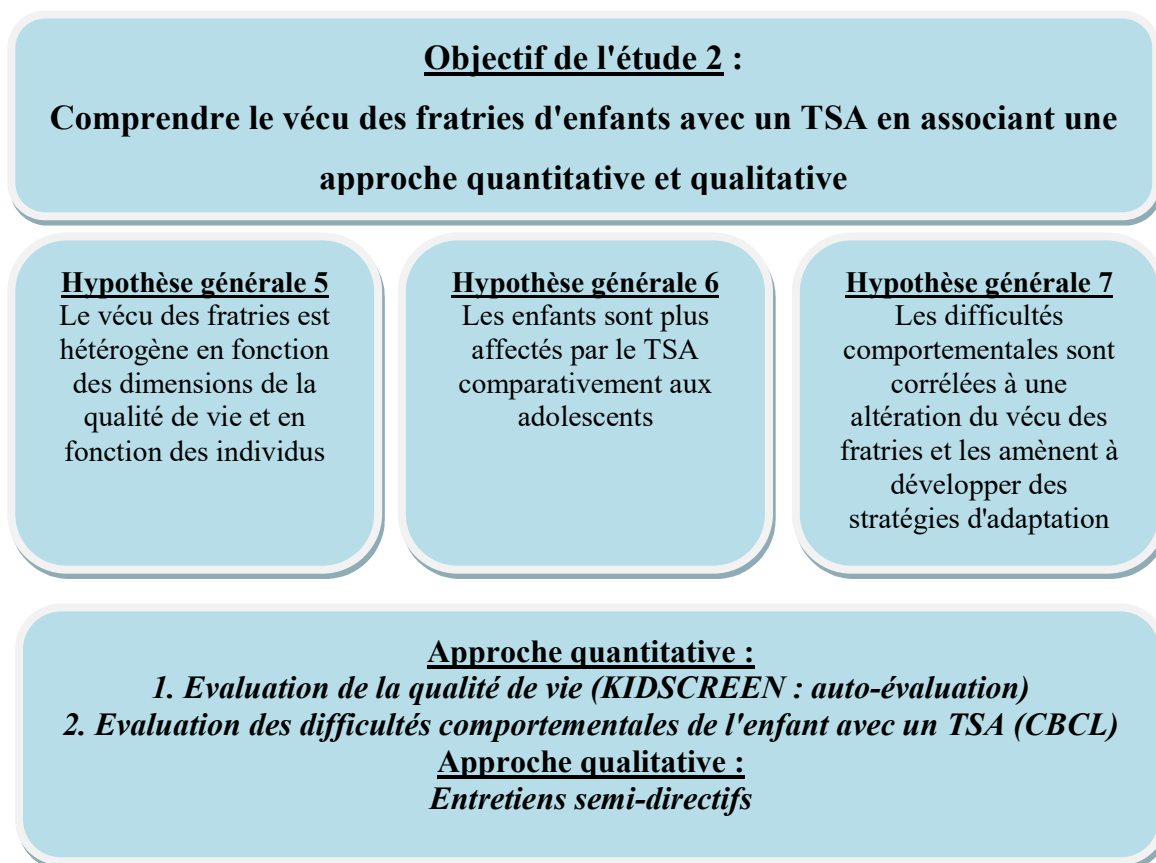 Objectif de l'étude 2 :
Comprendre le vécu des fratries d'enfants avec un TSA en associant une
approche quantitative et qualitative
Hypothèse générale 5
Le vécu des fratries est
hétérogène en fonction
des dimensions de la
qualité de vie et en
fonction des individus
Hypothèse générale 6
Les enfants sont plus
affectés par le TSA
comparativement aux
adolescents
Hypothèse générale 7
Les difficultés
comportementales sont
corrélées à une
altération du vécu des
fratries et les amènent à
développer des
stratégies d'adaptation
Approche quantitative :
1. Evaluation de la qualité de vie (KIDSCREEN : auto-évaluation)
2. Evaluation des difficultés comportementales de l'enfant avec un TSA (CBCL)
Approche qualitative :
Entretiens semi-directifs